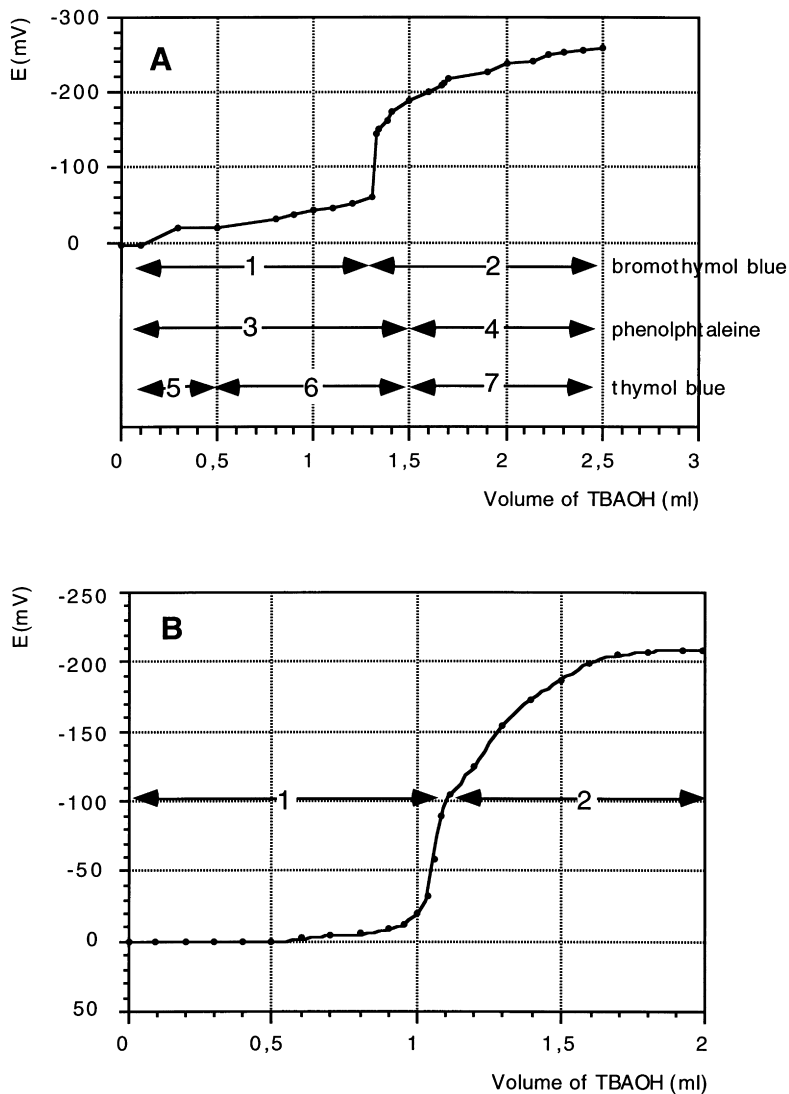 E (mV)
-300
A
-200
-100
0
1 2 bromothymol blue
3 4 phenolphtaleine
5 6 7 thymol blue
0 0,5 1 1,5 2 2,5 3
Volume of TBAOH (ml)
E (mV)
-250
B
-200
-150
-100
1 2
-50
0
50
0 0,5 1 1,5 2
Volume of TBAOH (ml)